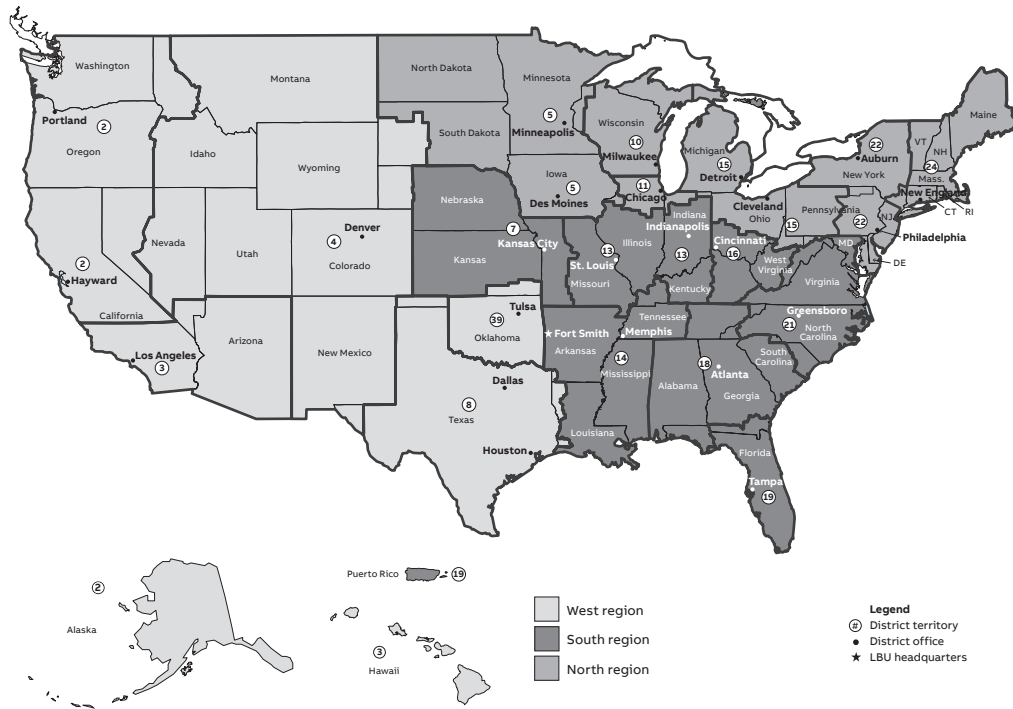 Washington
Montana
North Dakota
Minnesota
Maine
Portland
2
Oregon
Idaho
Wyoming
South Dakota
5
Minneapolis
Wisconsin
10
Milwaukee
Michigan
15
Detroit
22
Auburn
New York
VT
NH
24
Mass.
New England
CT
RI
Iowa
5
Des Moines
11
Chicago
Cleveland
Ohio
15
Pennsylvania
22
NJ
Philadelphia
Nebraska
7
Kansas City
Kansas
Nevada
Utah
Denver
4
Colorado
2
Hayward
California
Illinois
13
St. Louis
Missouri
Indiana
Indianapolis
13
Cincinnati
16
Kentucky
West
Virginia
MD
DE
Virginia
Los Angeles
3
Arizona
New Mexico
Tulsa
39
Oklahoma
Fort Smith
Arkansas
Tennessee
Memphis
14
Mississippi
Greensboro
21
North
Carolina
South
Carolina
18
Atlanta
Georgia
Alabama
Dallas
8
Texas
Houston
Louisiana
Florida
Tampa
19
2
Alaska
Puerto Rico
19
3
Hawaii
West region
South region
North region
Legend
# District territory
District office
LBU headquarters